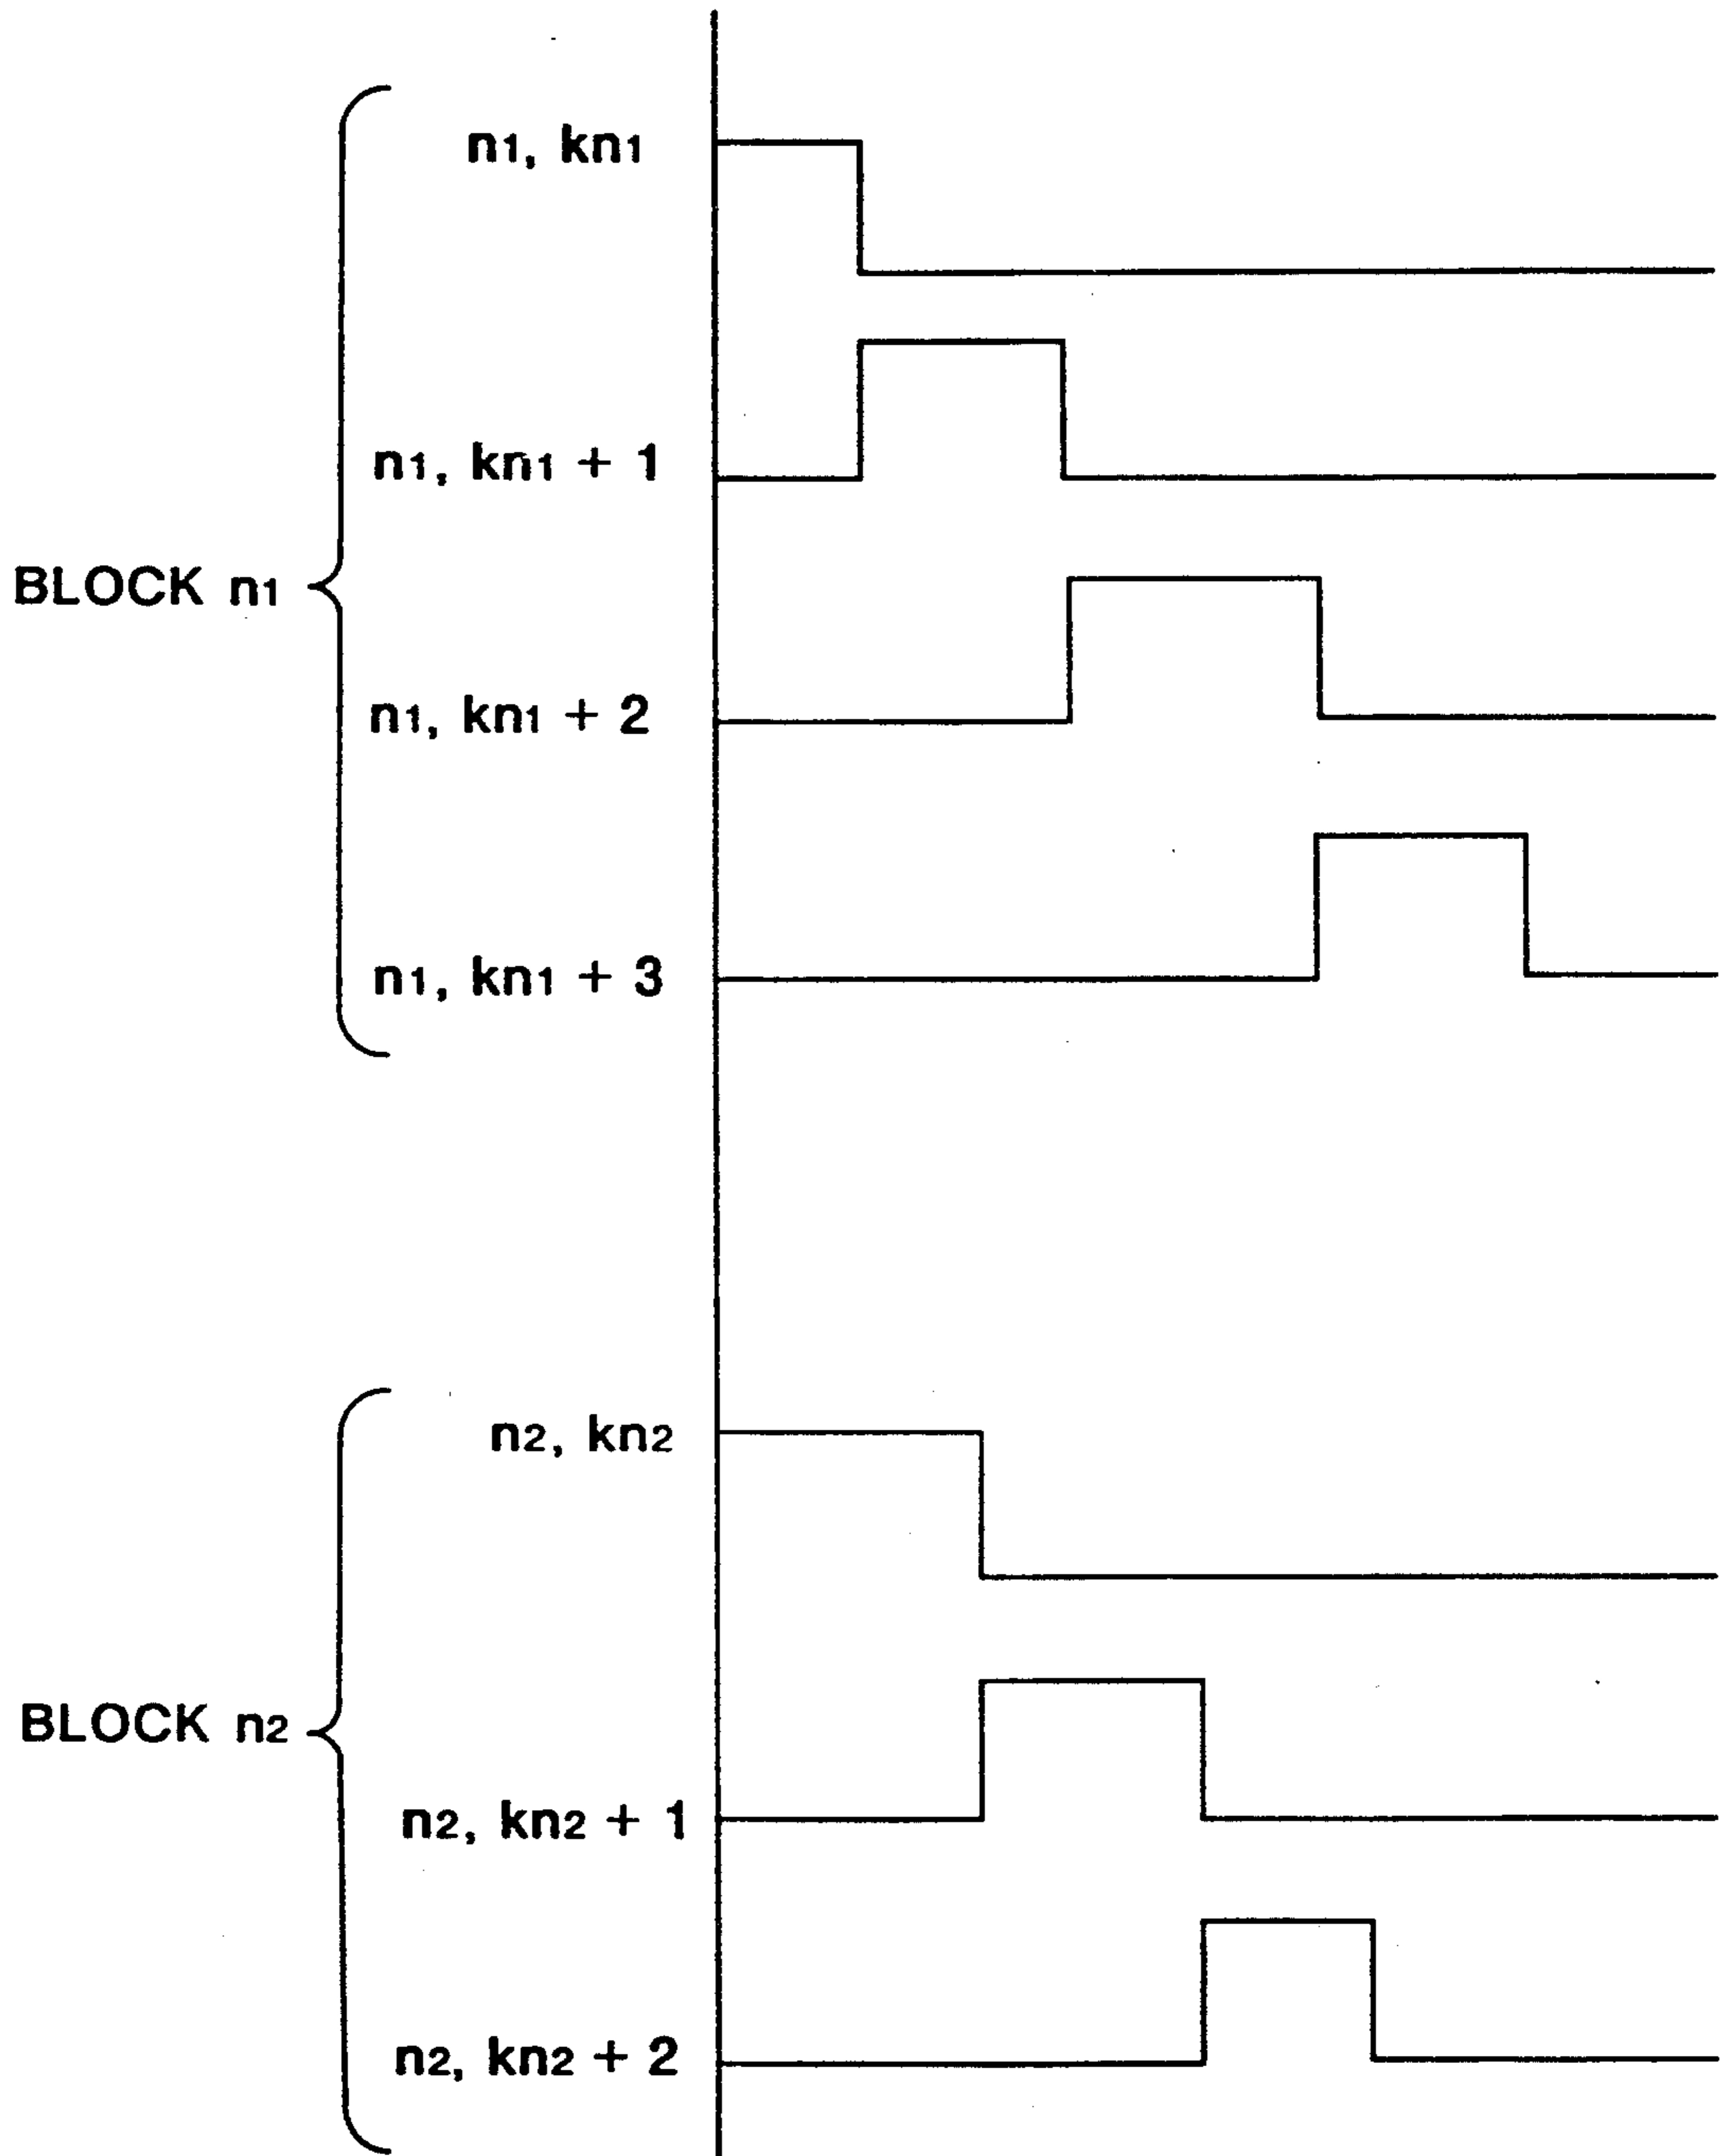 n1, kn1
n1, kn1 + 1
BLOCK n1
n1, kn1 + 2
n1, kn1 + 3
n2, kn2
BLOCK n2
n2, kn2 + 1
n2, kn2 + 2